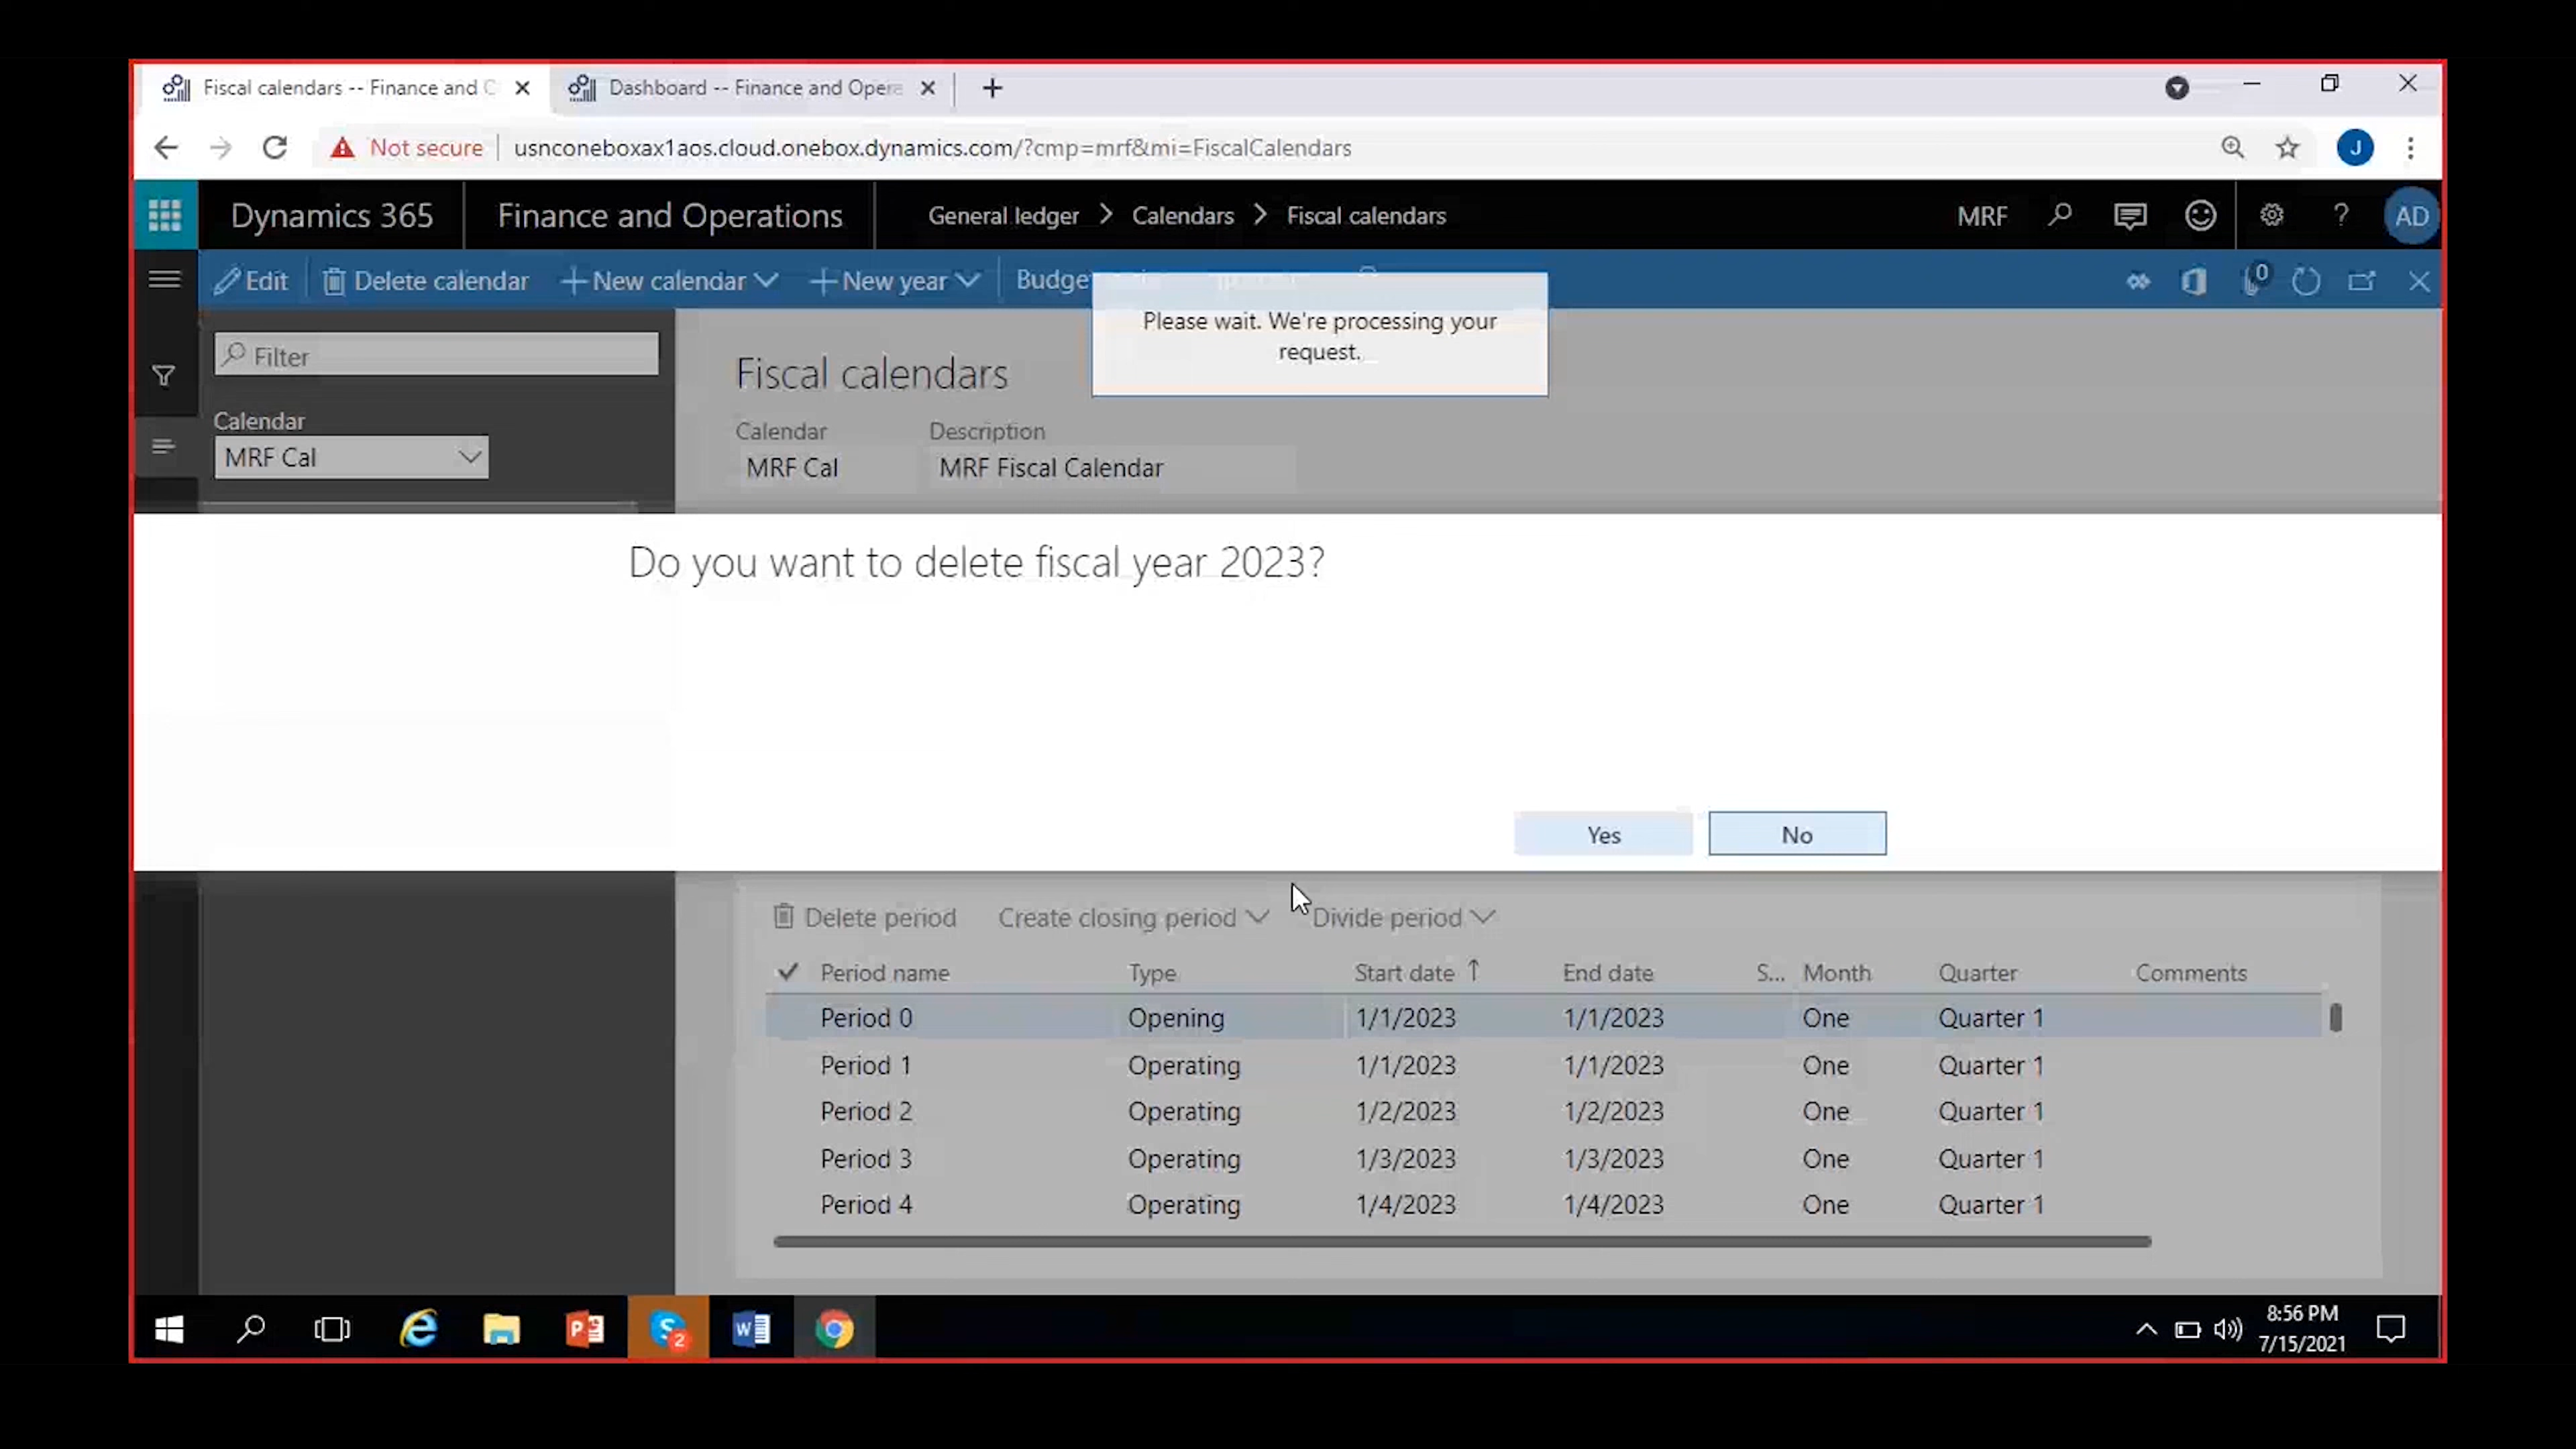 Fiscal calendars -- Finance and O
Dashboard -- Finance and Opera
Not secure
usnconeboxax1aos.cloud.onebox.dynamics.com/?cmp=mrf&mi=FiscalCalendars
J
Dynamics 365 Finance and Operations General ledger > Calendars > Fiscal calendars MRF ? AD
Edit Delete calendar + New calendar + New year 0
Please wait. We're processing your
request.
Filter
Calendar
MRF Cal
Fiscal calendars
Calendar Description
MRF Cal MRF Fiscal Calendar
Do you want to delete fiscal year 2023?
Yes No
Delete period Create closing period Divide period
Period name Type Start date ↑ End date S... Month Quarter Comments
Period 0 Opening 1/1/2023 1/1/2023 One Quarter 1
Period 1 Operating 1/1/2023 1/1/2023 One Quarter 1
Period 2 Operating 1/2/2023 1/2/2023 One Quarter 1
Period 3 Operating 1/3/2023 1/3/2023 One Quarter 1
Period 4 Operating 1/4/2023 1/4/2023 One Quarter 1
2
8:56 PM
7/15/2021